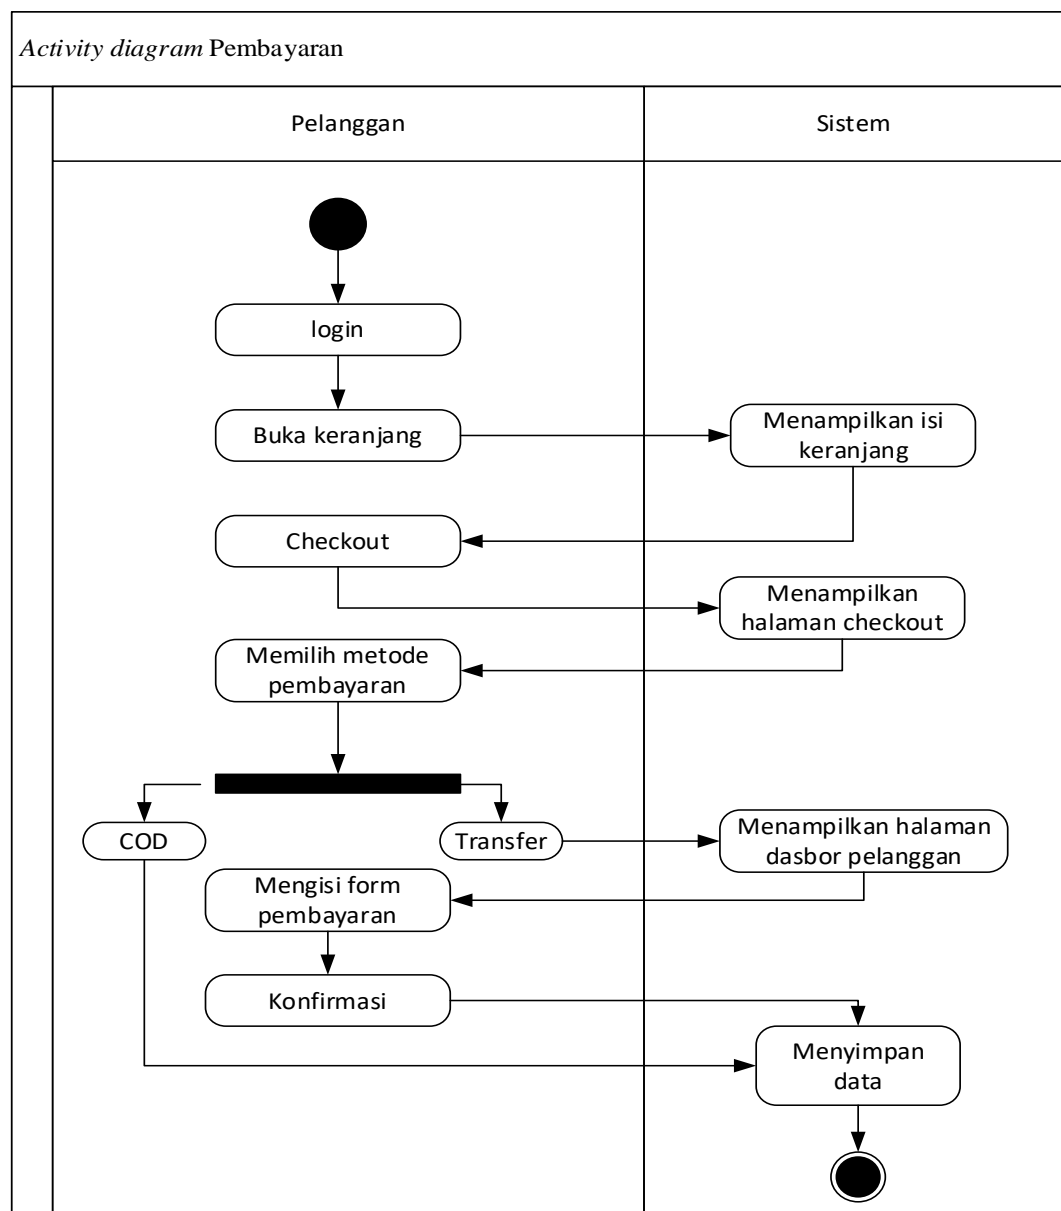 Activity diagram Pembayaran
Pelanggan
Sistem
login
Buka keranjang
Menampilkan isi
keranjang
Checkout
Menampilkan
halaman checkout
Memilih metode
pembayaran
COD
Transfer
Menampilkan halaman
dasbor pelanggan
Mengisi form
pembayaran
Konfirmasi
Menyimpan
data